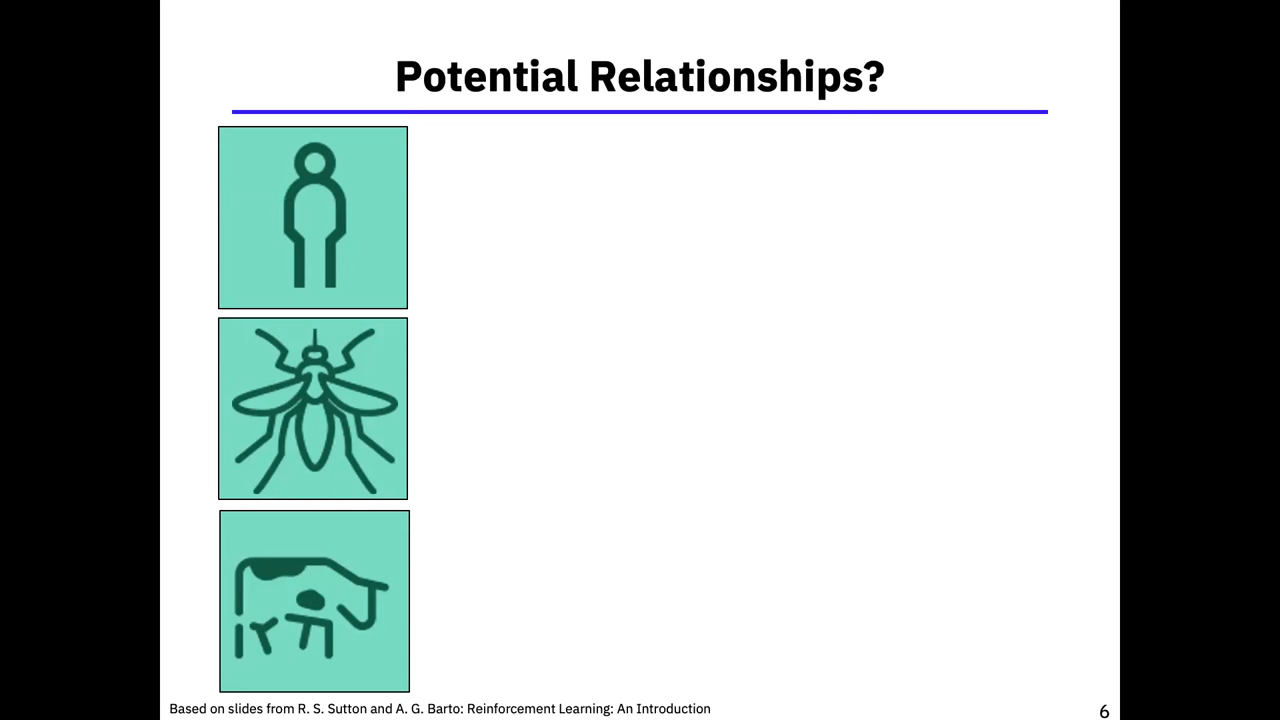 Potential Relationships?
Based on slides from R. S. Sutton and A. G. Barto: Reinforcement Learning: An Introduction
6